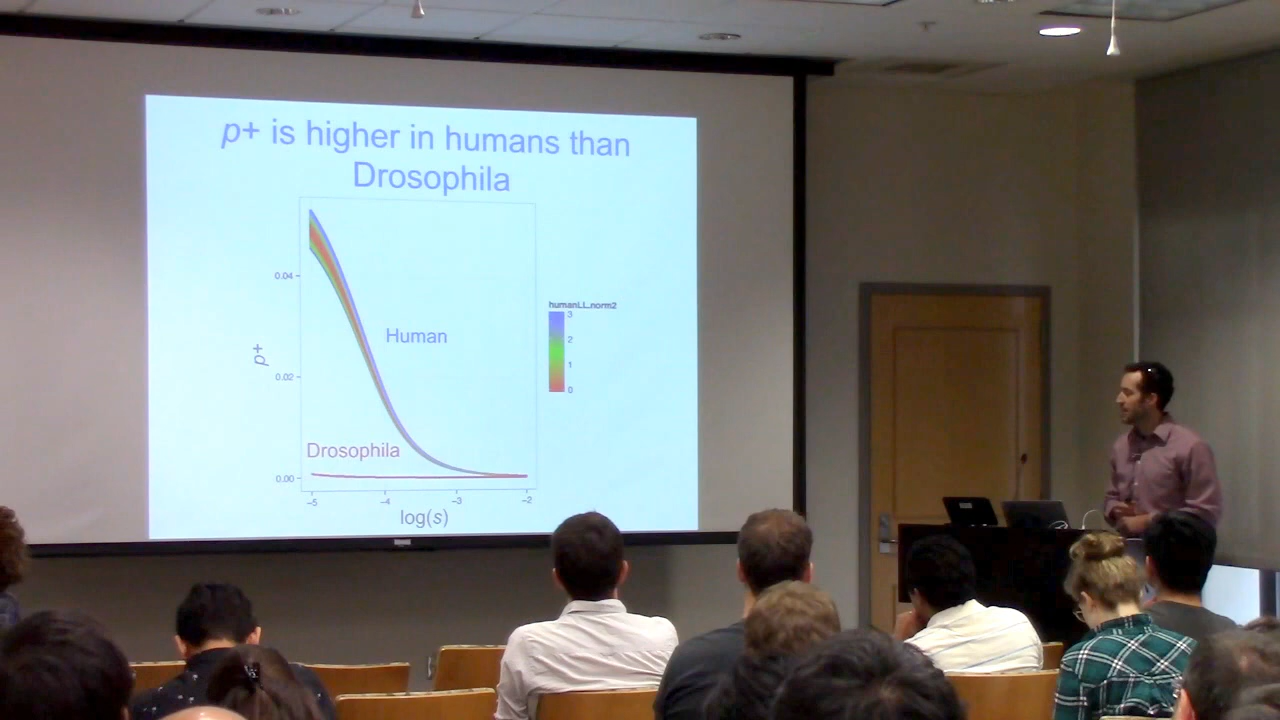 p+ is higher in humans than
Drosophila
0.04
0.02
0.00
p+
Human
Drosophila
-5
-4
-3
-2
log(s)
humanLL_norm2
3
2
1
0